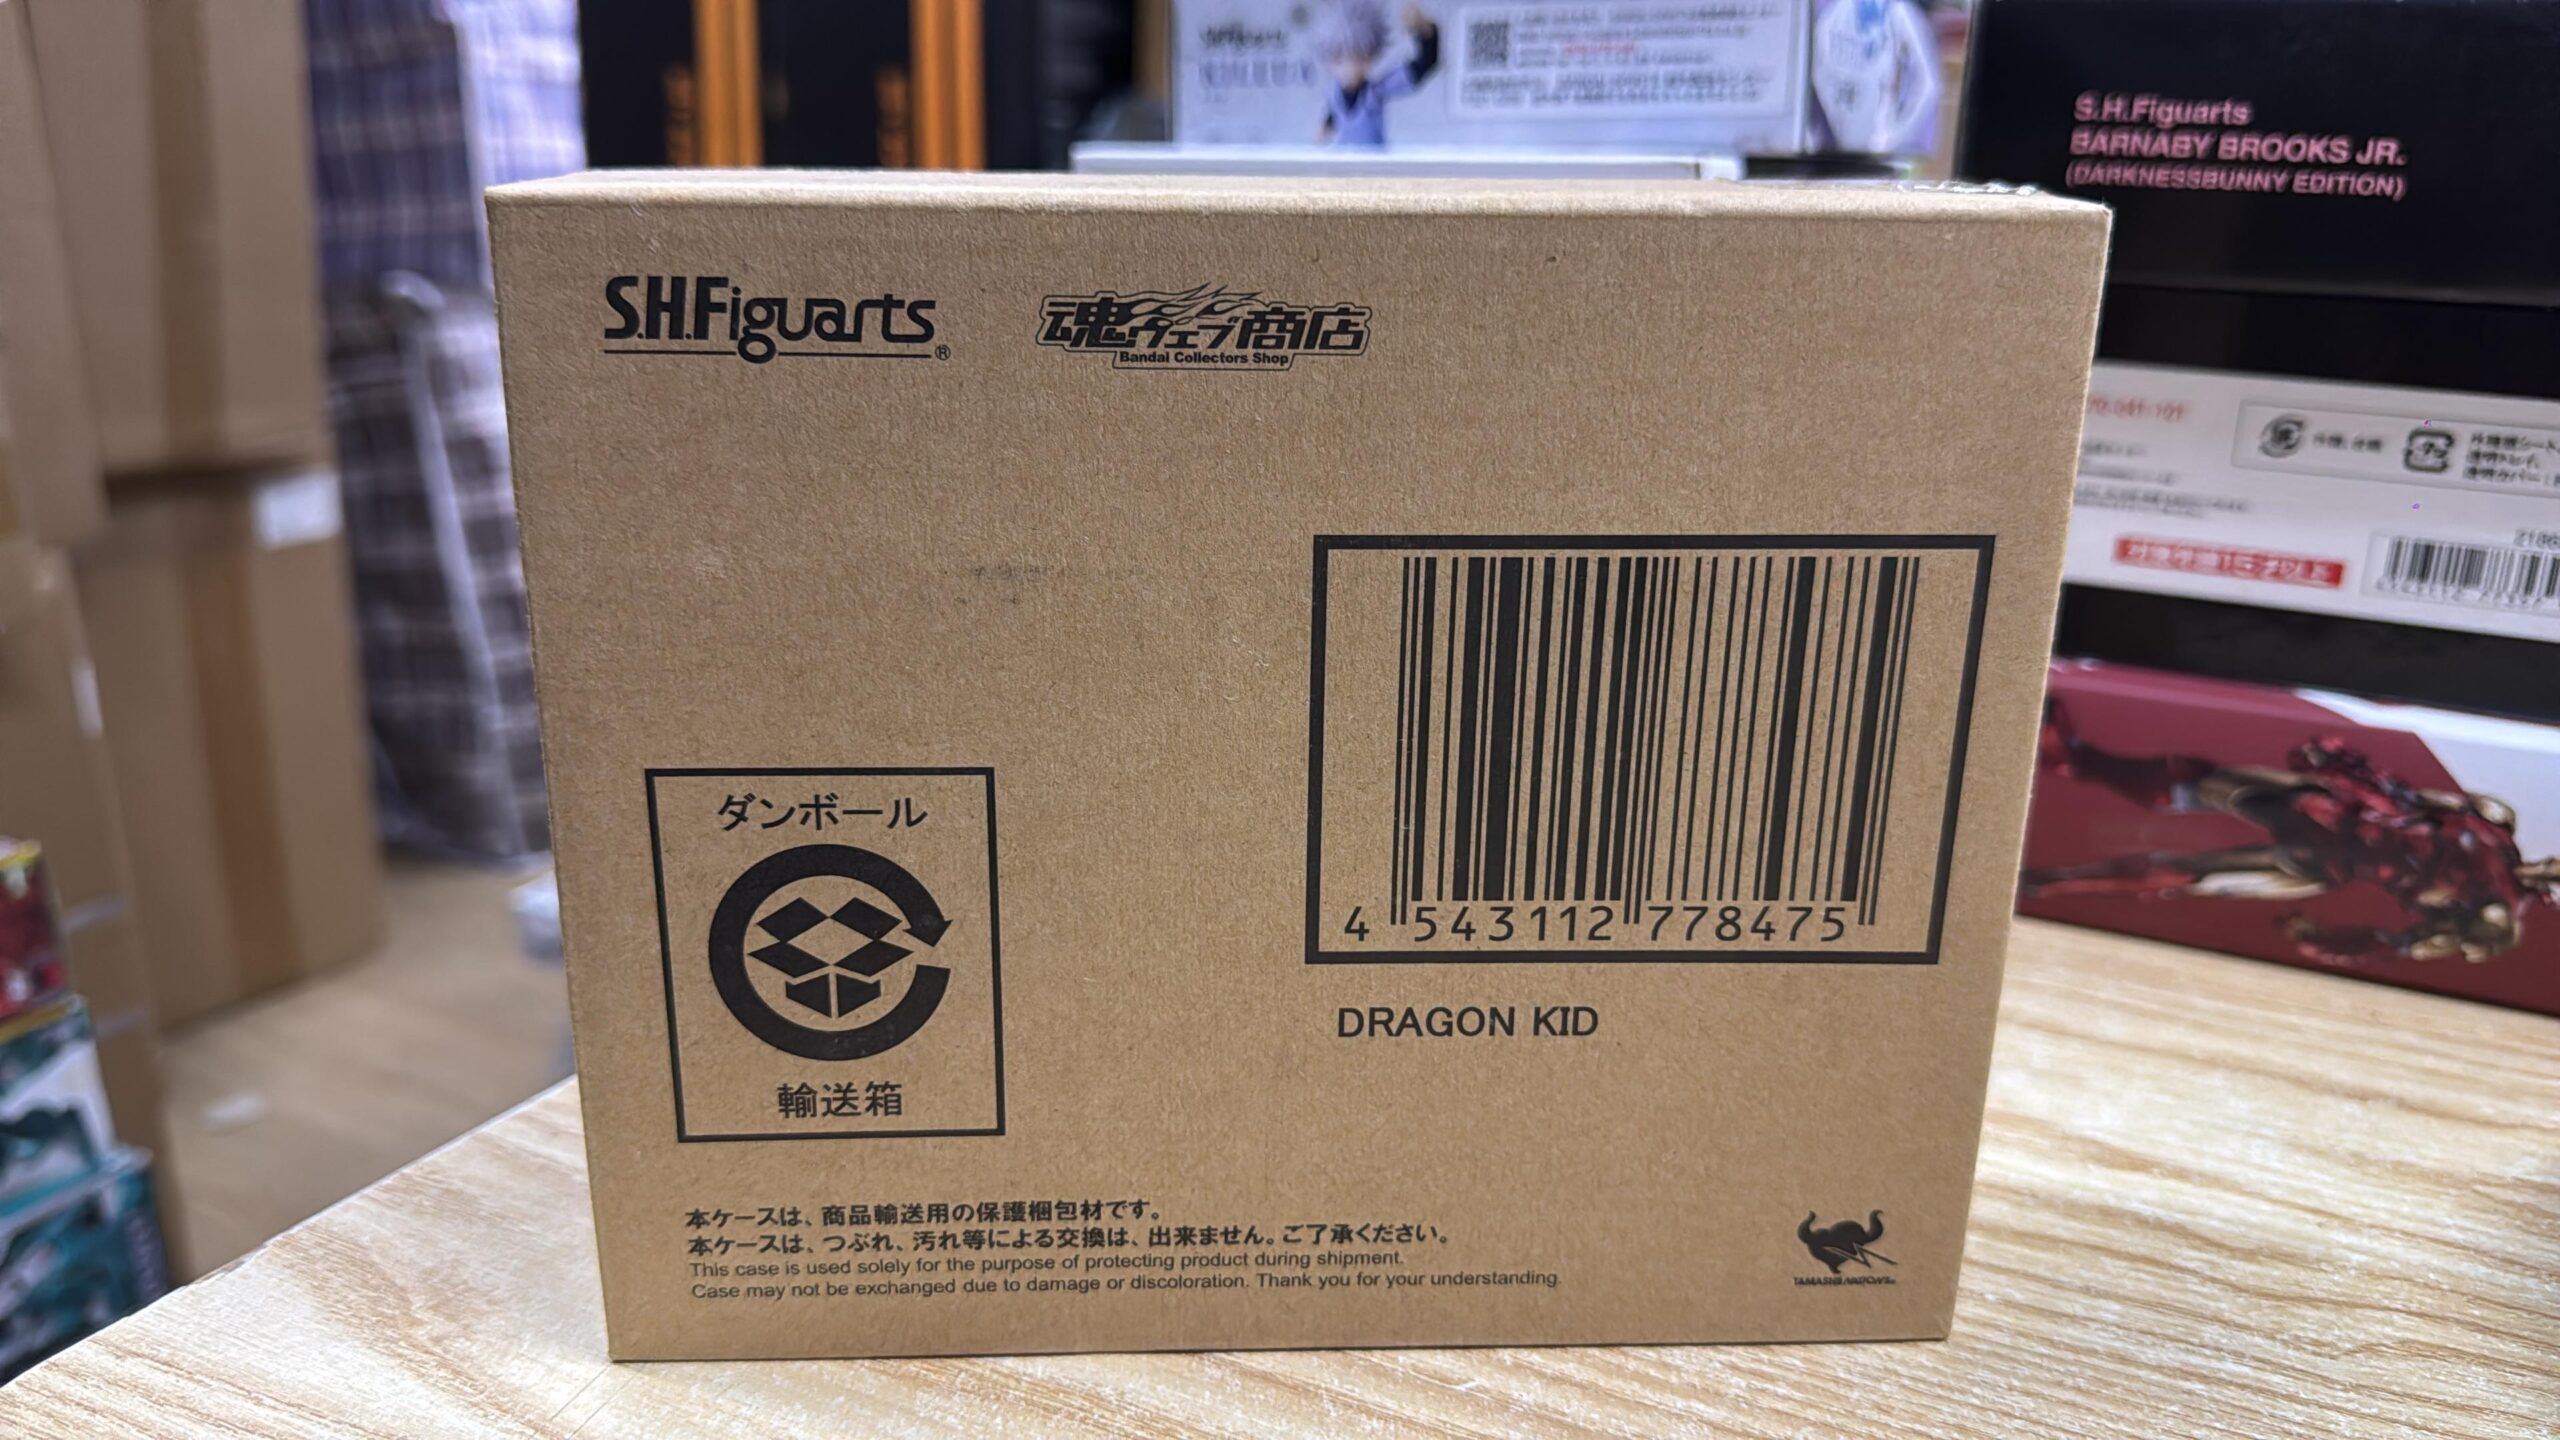 S.H.Figuarts
BARNABY BROOKS JR.
(DARKNESSBUNNY EDITION)
S.H.Figuarts®
魂ウェブ商店
Bandai Collectors Shop
4 543112 778475
DRAGON KID
ダンボール
輸送箱
本ケースは、商品輸送用の保護梱包材です。
本ケースは、つぶれ、汚れ等による交換は、出来ません。ご了承ください。
This case is used solely for the purpose of protecting product during shipment.
Case may not be exchanged due to damage or discoloration. Thank you for your understanding.
TAMASHII NATIONS